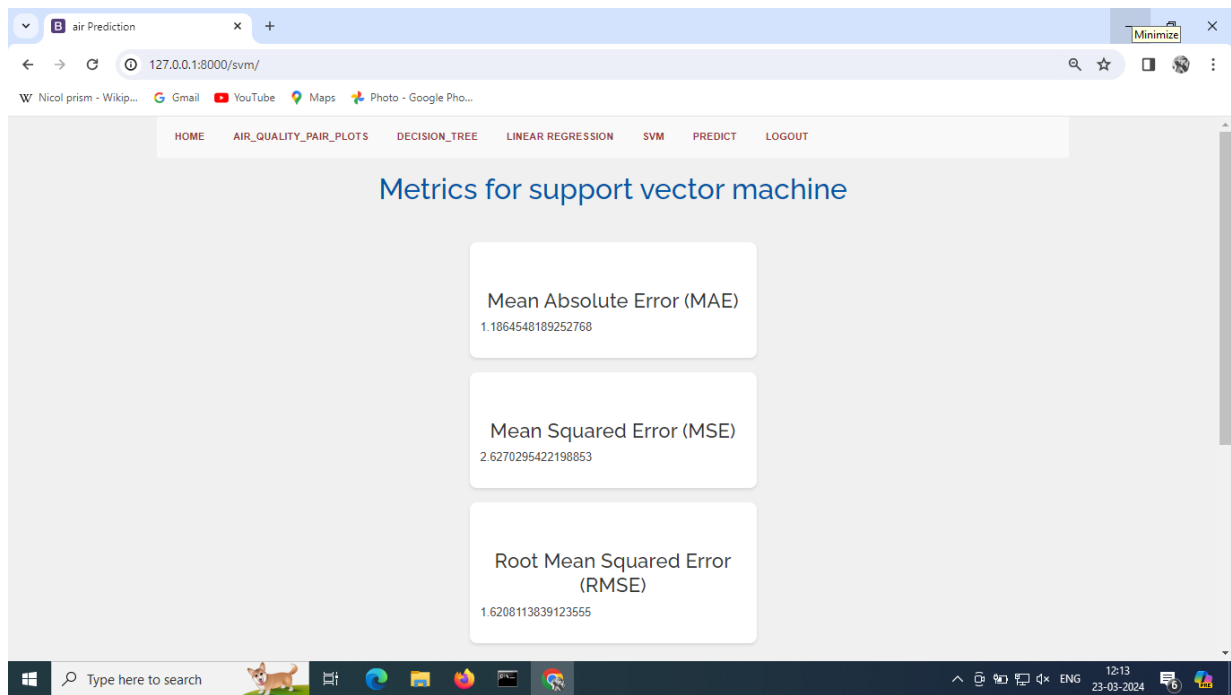 air Prediction
Minimize
127.0.0.1:8000/svm/
W Nicol prism - Wikip... Gmail YouTube Maps Photo - Google Pho...
HOME AIR_QUALITY_PAIR_PLOTS DECISION_TREE LINEAR REGRESSION SVM PREDICT LOGOUT
Metrics for support vector machine
Mean Absolute Error (MAE)
1.1864548189252768
Mean Squared Error (MSE)
2.6270295422198853
Root Mean Squared Error
(RMSE)
1.6208113839123555
Type here to search
ENG
12:13
23-03-2024
6